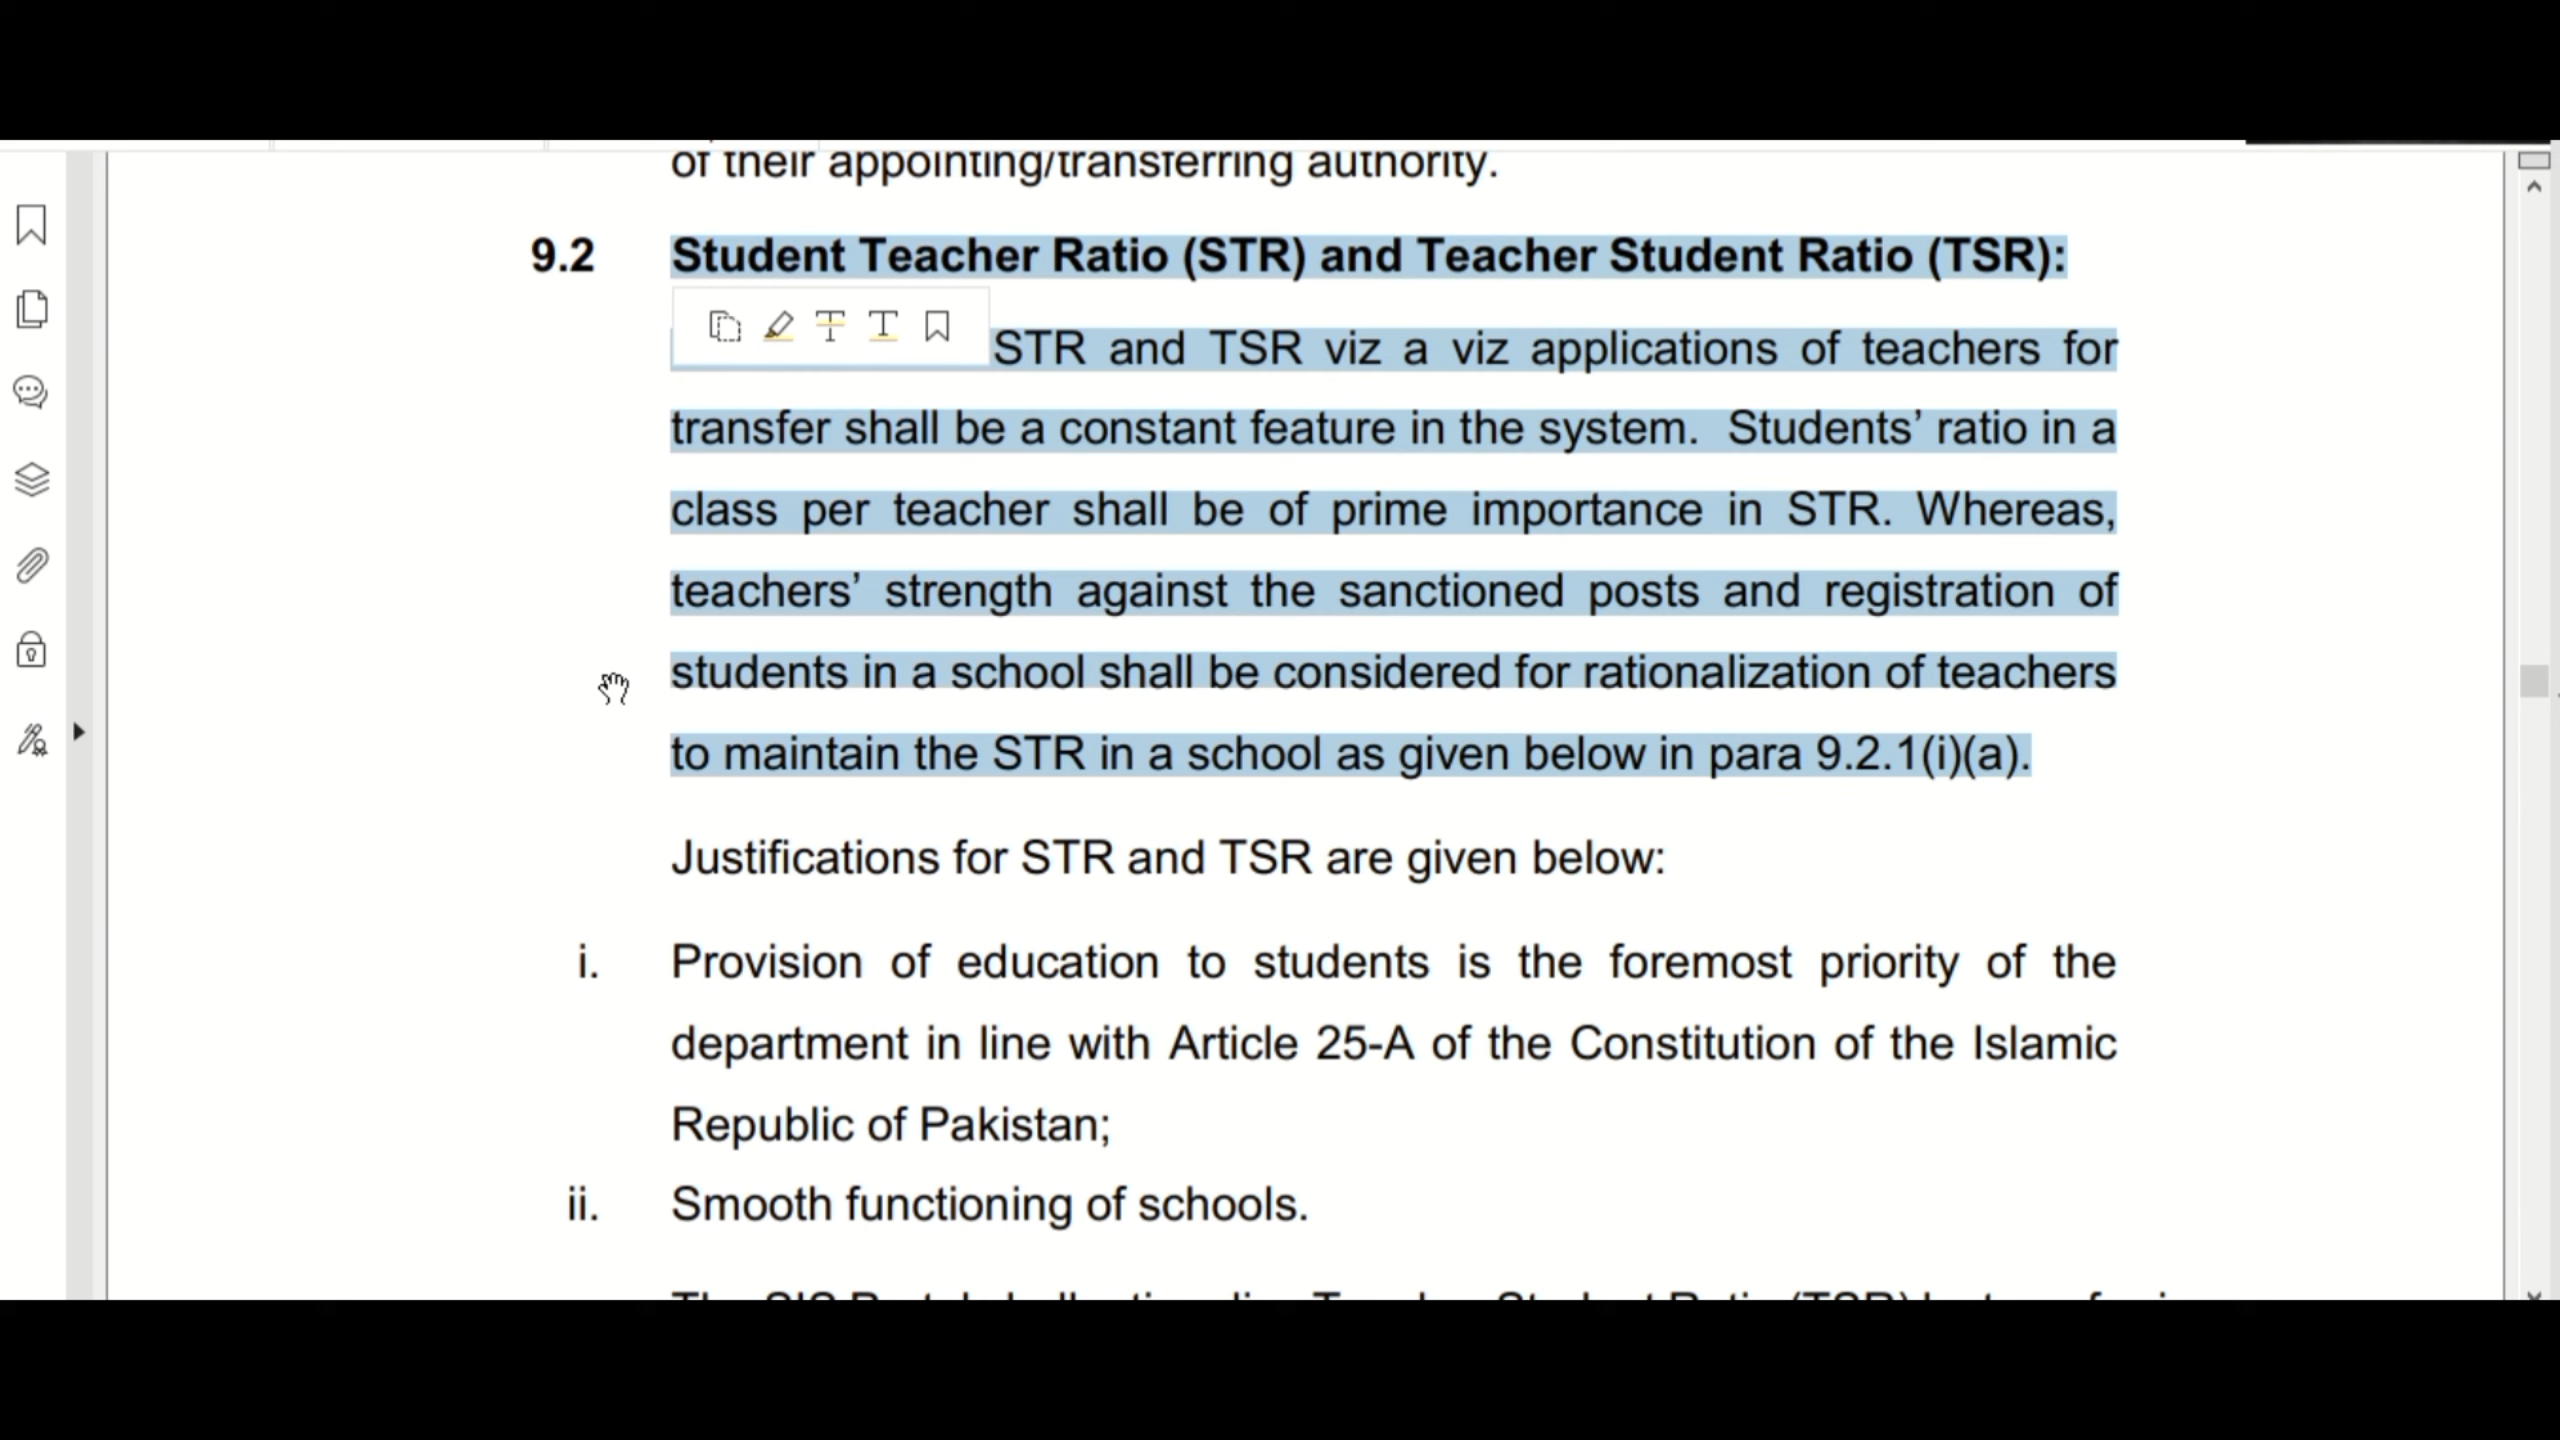 of their appointing/transferring authority.
9.2 Student Teacher Ratio (STR) and Teacher Student Ratio (TSR):
STR and TSR viz a viz applications of teachers for
transfer shall be a constant feature in the system. Students’ ratio in a
class per teacher shall be of prime importance in STR. Whereas,
teachers’ strength against the sanctioned posts and registration of
students in a school shall be considered for rationalization of teachers
to maintain the STR in a school as given below in para 9.2.1(i)(a).
Justifications for STR and TSR are given below:
i. Provision of education to students is the foremost priority of the
department in line with Article 25-A of the Constitution of the Islamic
Republic of Pakistan;
ii. Smooth functioning of schools.